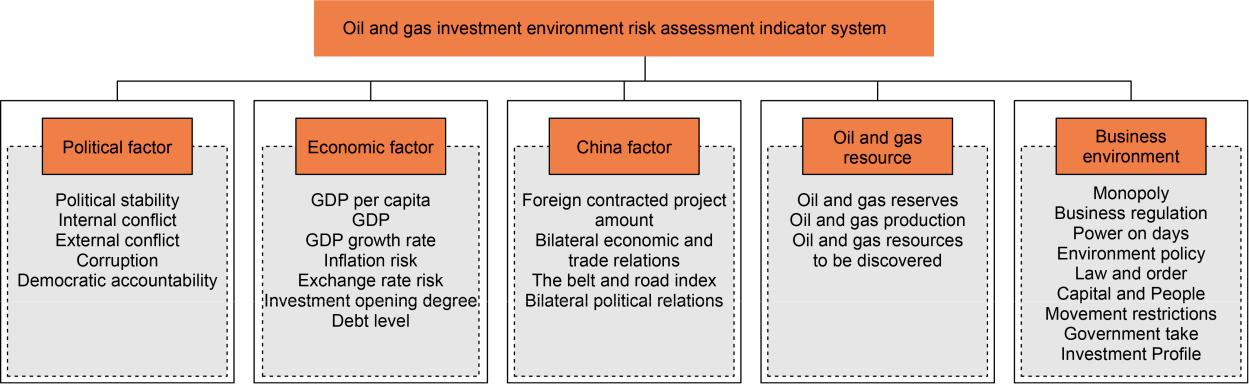 Oil and gas investment environment risk assessment indicator system
Political factor
Political stability
Internal conflict
External conflict
Corruption
Democratic accountability
Economic factor
GDP per capita
GDP
GDP growth rate
Inflation risk
Exchange rate risk
Investment opening degree
Debt level
China factor
Foreign contracted project
amount
Bilateral economic and
trade relations
The belt and road index
Bilateral political relations
Oil and gas
resource
Oil and gas reserves
Oil and gas production
Oil and gas resources
to be discovered
Business
environment
Monopoly
Business regulation
Power on days
Environment policy
Law and order
Capital and People
Movement restrictions
Government take
Investment Profile